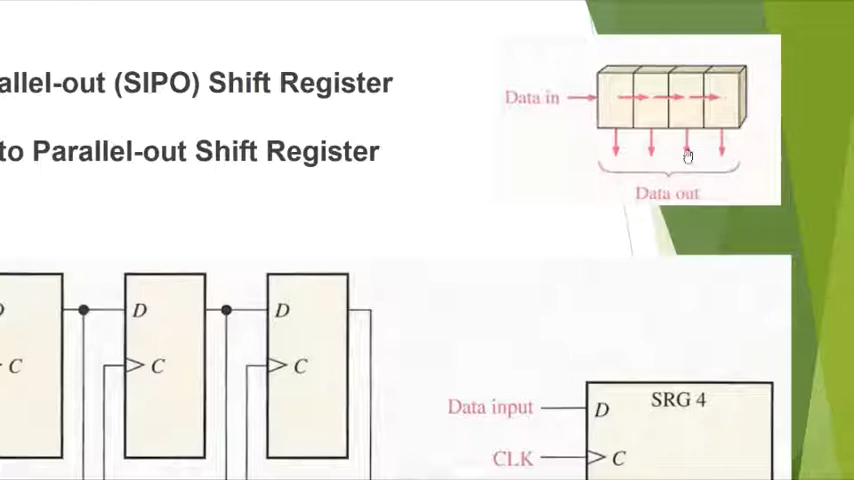 allel-out (SIPO) Shift Register
to Parallel-out Shift Register
Data in
Data out
D
C
D
C
C
Data input
D
SRG 4
CLK
C